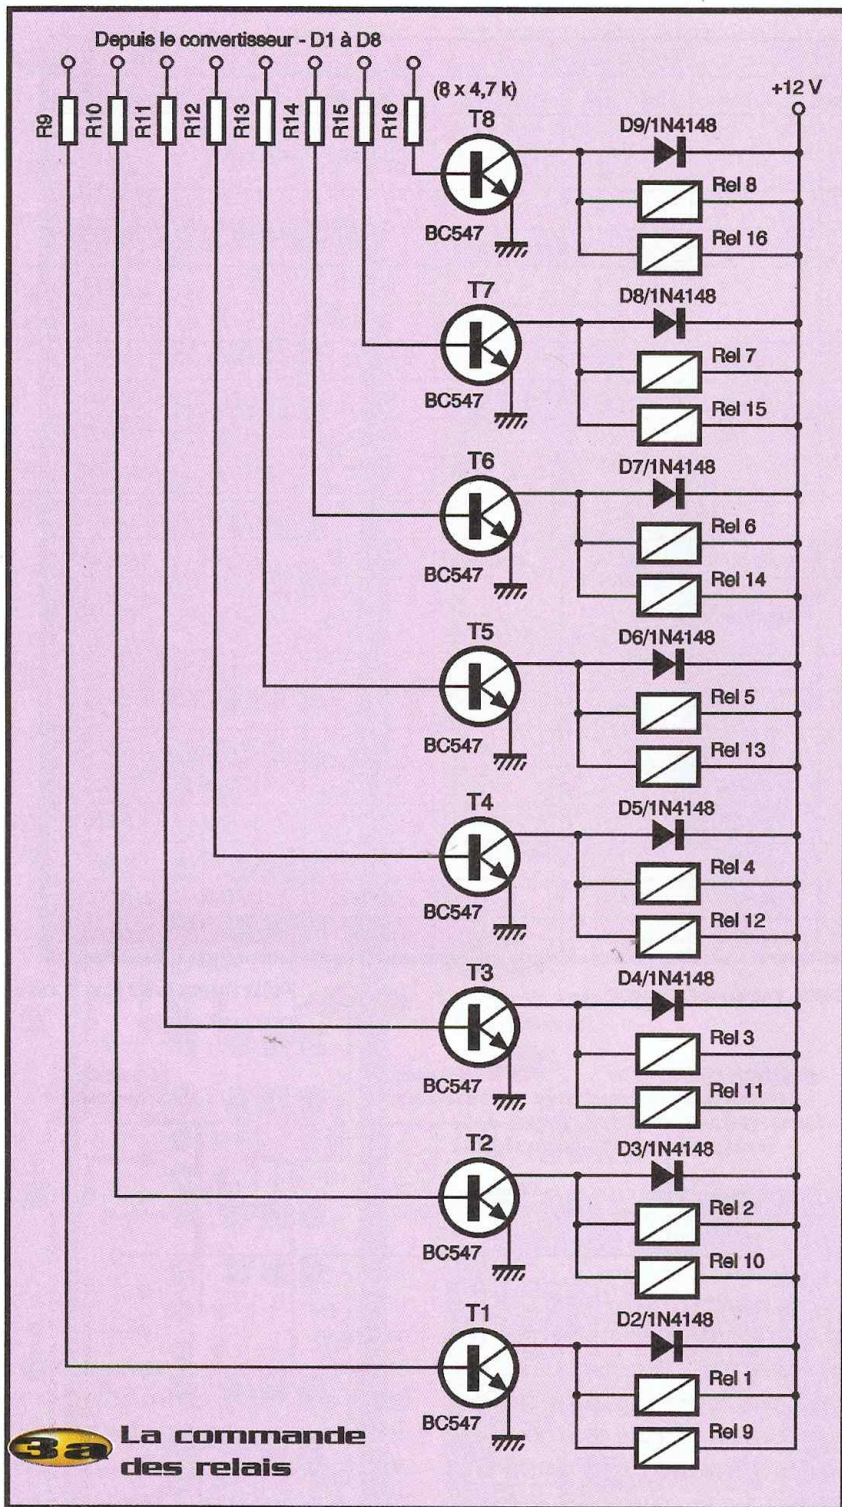 Depuis le convertisseur - D1 à D8
R9
R10
R11
R12
R13
R14
R15
R16
(8 x 4,7 k)
+12 V
T8
BC547
D9/1N4148
Rel 8
Rel 16
T7
BC547
D8/1N4148
Rel 7
Rel 15
T6
BC547
D7/1N4148
Rel 6
Rel 14
T5
BC547
D6/1N4148
Rel 5
Rel 13
T4
BC547
D5/1N4148
Rel 4
Rel 12
T3
BC547
D4/1N4148
Rel 3
Rel 11
T2
BC547
D3/1N4148
Rel 2
Rel 10
T1
BC547
D2/1N4148
Rel 1
Rel 9
3a
La commande
des relais